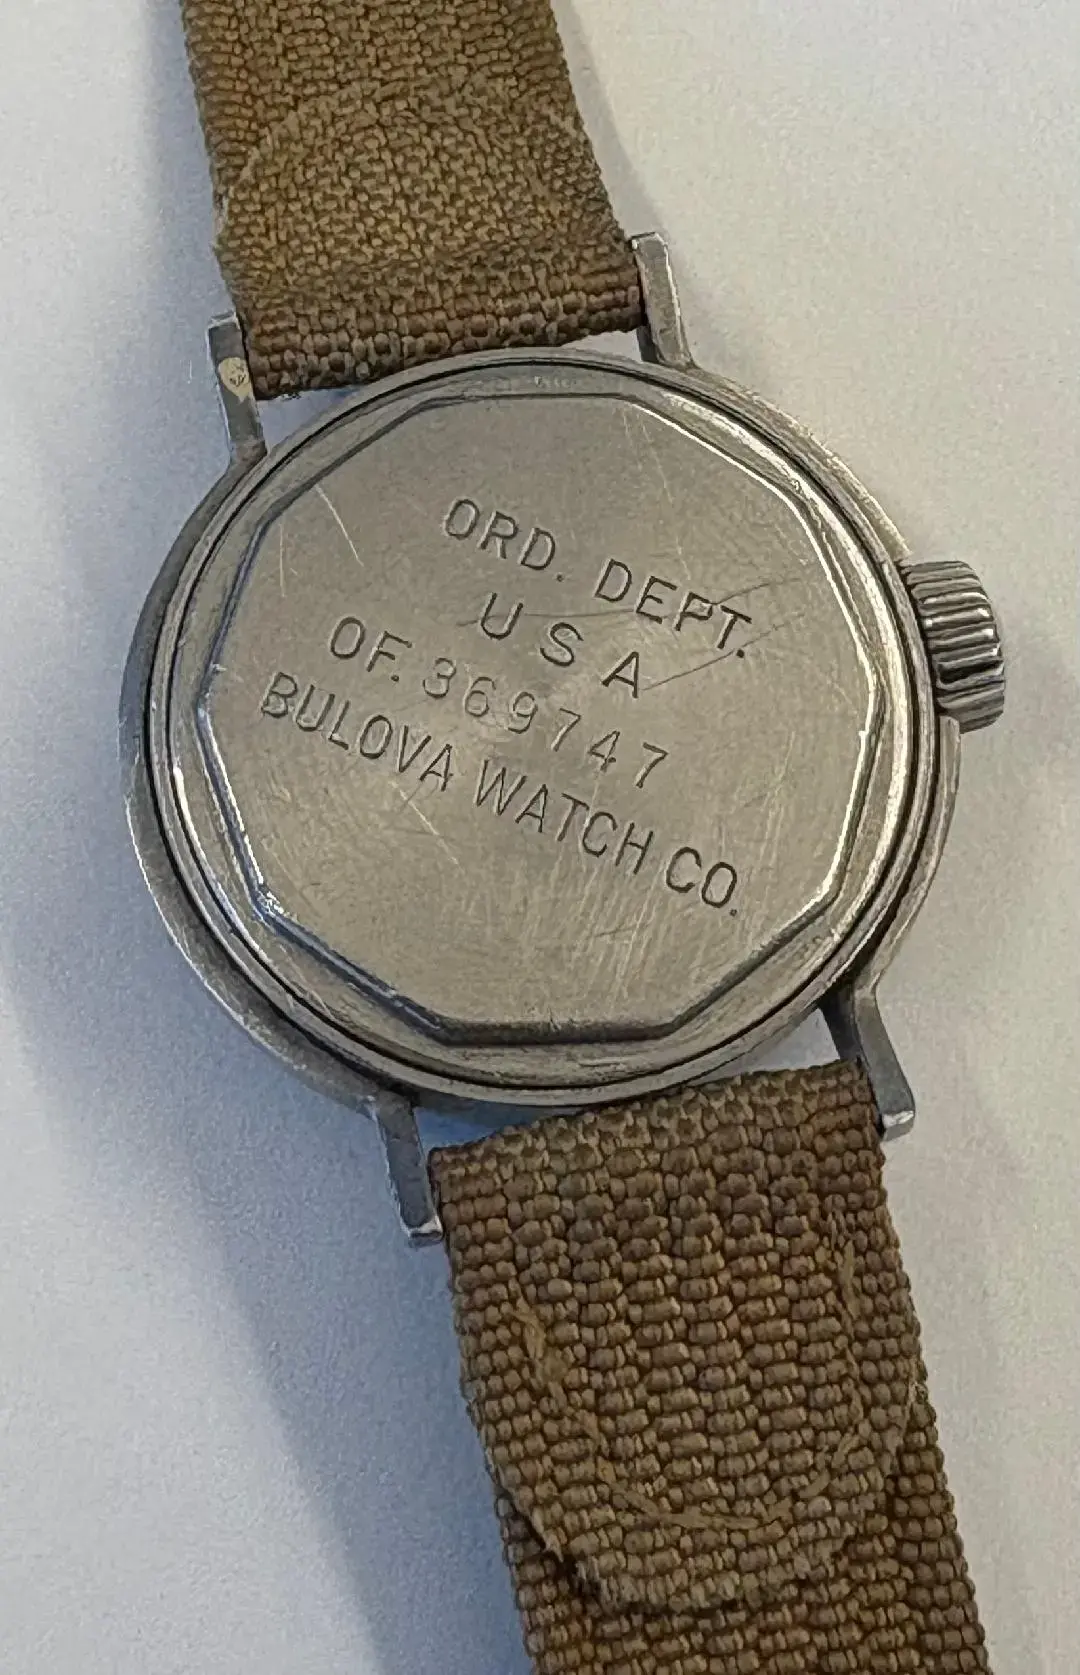 ORD. DEPT.
U S A
OF. 369747
BULOVA WATCH CO.